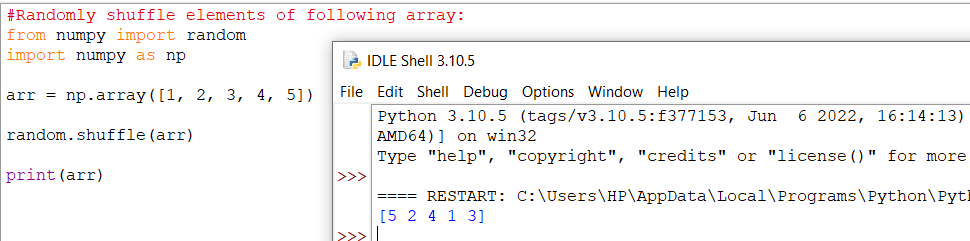 #Randomly shuffle elements of following array:
from numpy import random
import numpy as np
arr = np.array([1, 2, 3, 4, 5])
random.shuffle(arr)
print(arr)
IDLE Shell 3.10.5
File Edit Shell Debug Options Window Help
Python 3.10.5 (tags/v3.10.5:f377153, Jun  6 2022, 16:14:13)
AMD64)] on win32
Type "help", "copyright", "credits" or "license()" for more
>>>
==== RESTART: C:\Users\HP\AppData\Local\Programs\Python\Pyt
[5 2 4 1 3]
>>>